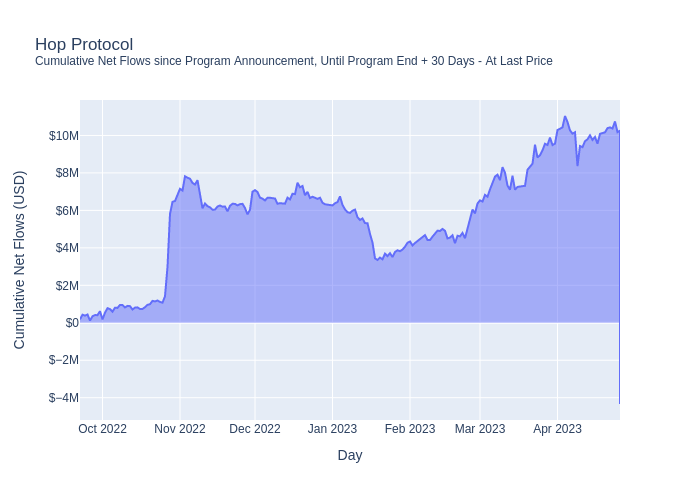 Hop Protocol
Cumulative Net Flows since Program Announcement, Until Program End + 30 Days - At Last Price
$10M
$8M
$6M
$4M
$2M
$0
$−2M
$−4M
Cumulative Net Flows (USD)
Oct 2022 Nov 2022 Dec 2022 Jan 2023 Feb 2023 Mar 2023 Apr 2023
Day